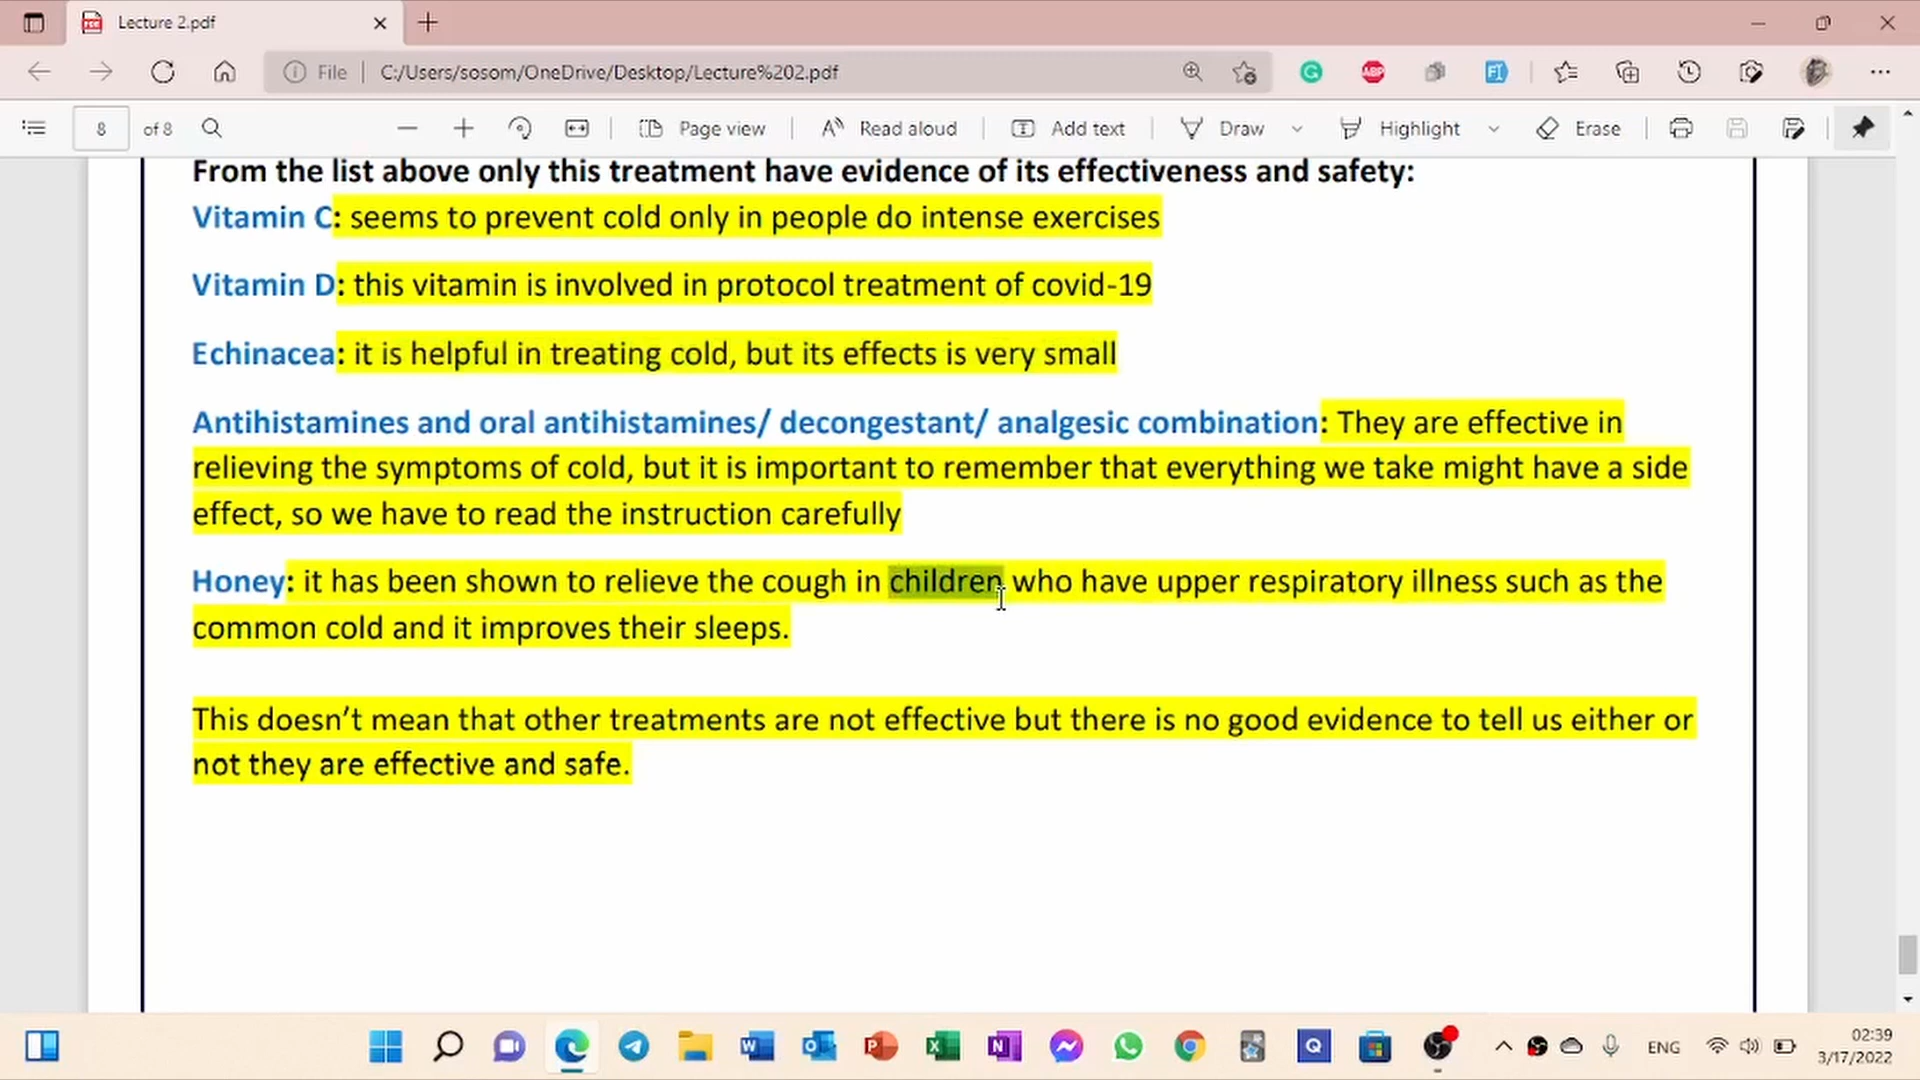 Lecture 2.pdf
File
C:/Users/sosom/OneDrive/Desktop/Lecture%202.pdf
8 of 8
Page view
Read aloud
Add text
Draw
Highlight
Erase
From the list above only this treatment have evidence of its effectiveness and safety:
Vitamin C: seems to prevent cold only in people do intense exercises
Vitamin D: this vitamin is involved in protocol treatment of covid-19
Echinacea: it is helpful in treating cold, but its effects is very small
Antihistamines and oral antihistamines/ decongestant/ analgesic combination: They are effective in
relieving the symptoms of cold, but it is important to remember that everything we take might have a side
effect, so we have to read the instruction carefully
Honey: it has been shown to relieve the cough in children who have upper respiratory illness such as the
common cold and it improves their sleeps.
This doesn’t mean that other treatments are not effective but there is no good evidence to tell us either or
not they are effective and safe.
ENG
02:39
3/17/2022